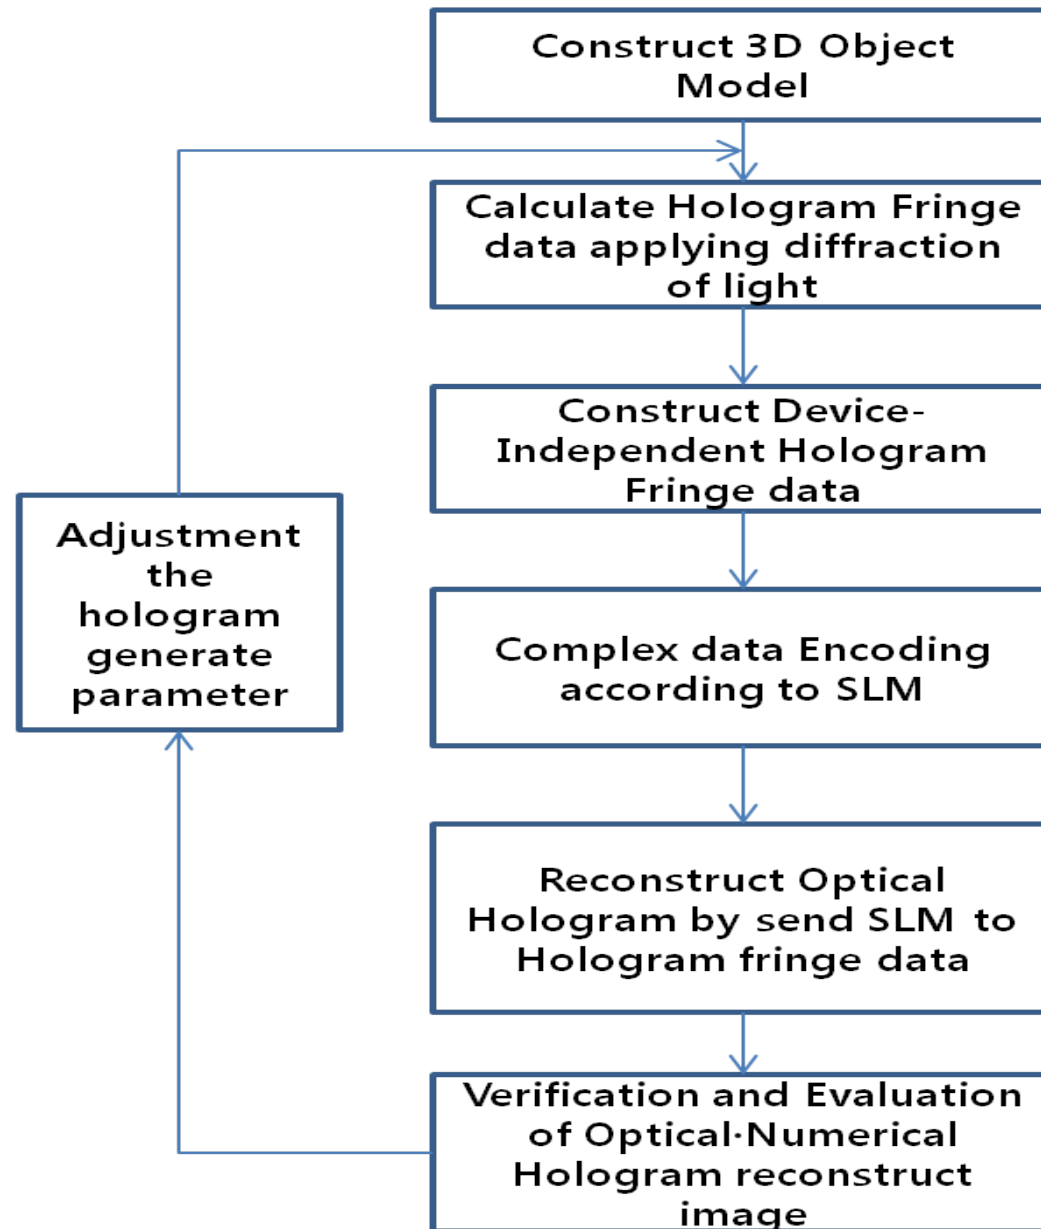 Construct 3D Object
Model
Calculate Hologram Fringe
data applying diffraction
of light
Construct Device-
Independent Hologram
Fringe data
Adjustment
the
hologram
generate
parameter
Complex data Encoding
according to SLM
Reconstruct Optical
Hologram by send SLM to
Hologram fringe data
Verification and Evaluation
of Optical·Numerical
Hologram reconstruct
image